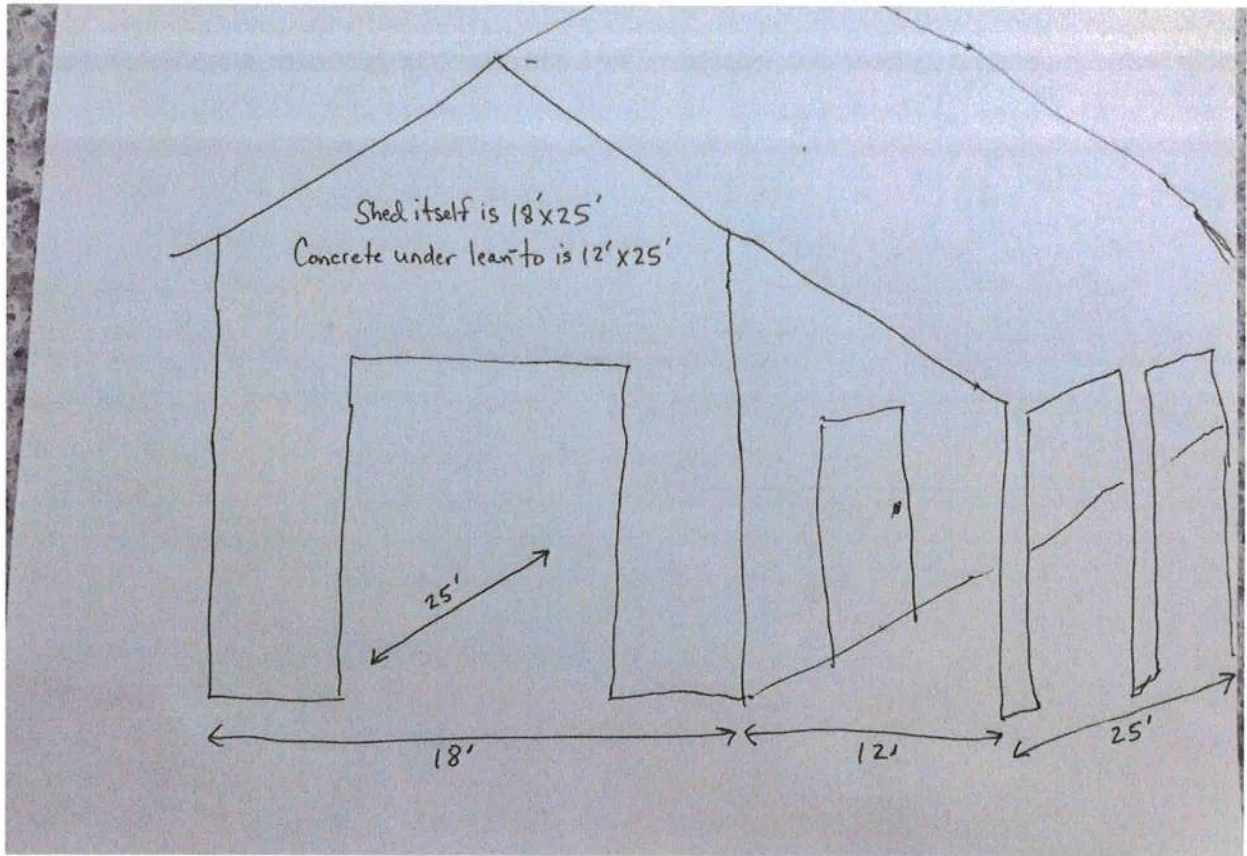 Shed itself is 18'x25'
Concrete under lean-to is 12'x25'
25'
18'
12'
25'